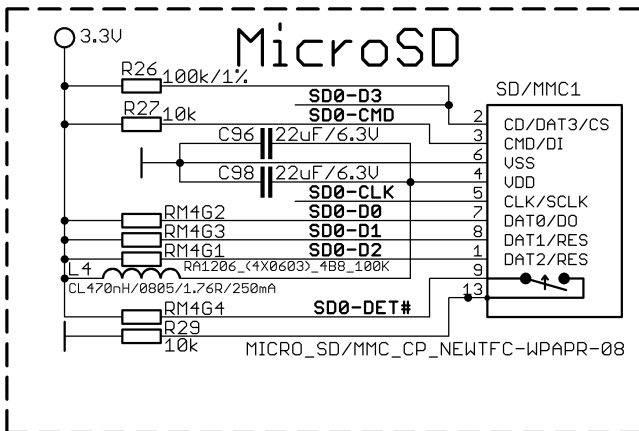 3.3V
MicroSD
R26
100k/1%
SD/MMC1
SD0-D3
R27
10k
SD0-CMD
2
CD/DAT3/CS
C96
22uF/6.3V
3
CMD/DI
6
VSS
C98
22uF/6.3V
4
VDD
SD0-CLK
5
CLK/SCLK
RM4G2
SD0-D0
7
DAT0/DO
RM4G3
SD0-D1
8
DAT1/RES
RM4G1
SD0-D2
1
DAT2/RES
L4
RA1206_(4X0603)_4B8_100K
9
CL470nH/0805/1.76R/250mA
13
RM4G4
SD0-DET#
R29
10k
MICRO_SD/MMC_CP_NEWTFC-WPAPR-08